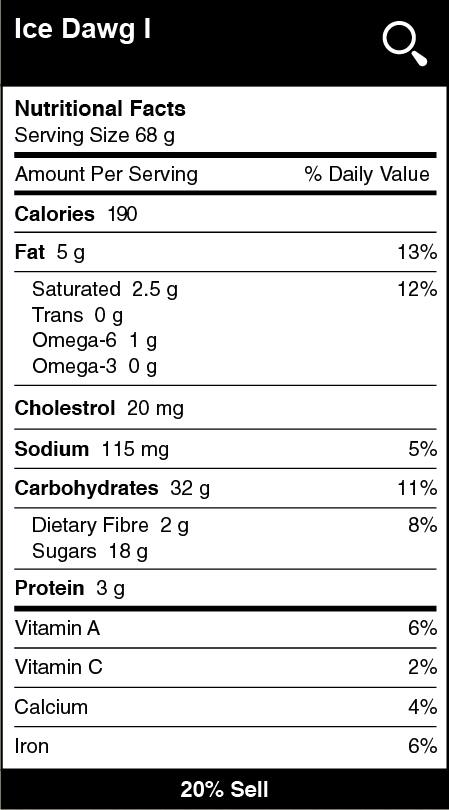 Ice Dawg I
Nutritional Facts
Serving Size 68 g
Amount Per Serving % Daily Value
Calories 190
Fat 5 g 13%
Saturated 2.5 g 12%
Trans 0 g
Omega-6 1 g
Omega-3 0 g
Cholestrol 20 mg
Sodium 115 mg 5%
Carbohydrates 32 g 11%
Dietary Fibre 2 g 8%
Sugars 18 g
Protein 3 g
Vitamin A 6%
Vitamin C 2%
Calcium 4%
Iron 6%
20% Sell